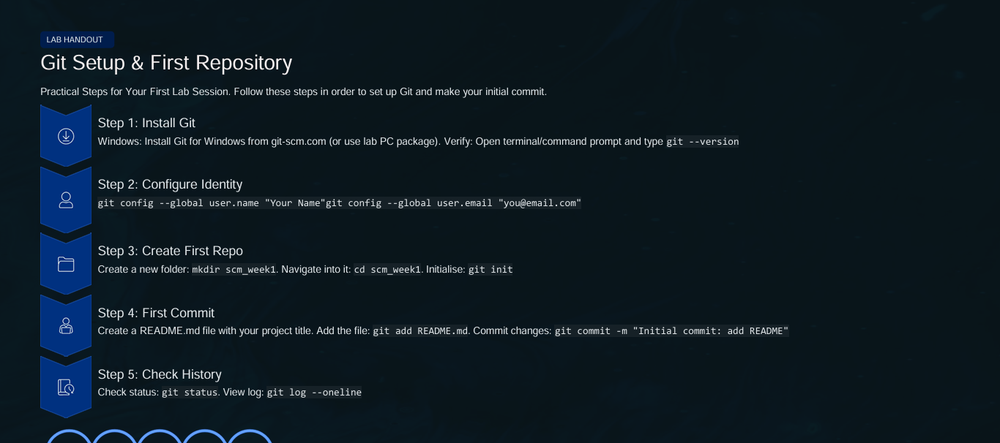 LAB HANDOUT
Git Setup & First Repository
Practical Steps for Your First Lab Session. Follow these steps in order to set up Git and make your initial commit.
Step 1: Install Git
Windows: Install Git for Windows from git-scm.com (or use lab PC package). Verify: Open terminal/command prompt and type git --version
Step 2: Configure Identity
git config --global user.name "Your Name"git config --global user.email "you@email.com"
Step 3: Create First Repo
Create a new folder: mkdir scm_week1. Navigate into it: cd scm_week1. Initialise: git init
Step 4: First Commit
Create a README.md file with your project title. Add the file: git add README.md. Commit changes: git commit -m "Initial commit: add README"
Step 5: Check History
Check status: git status. View log: git log --oneline